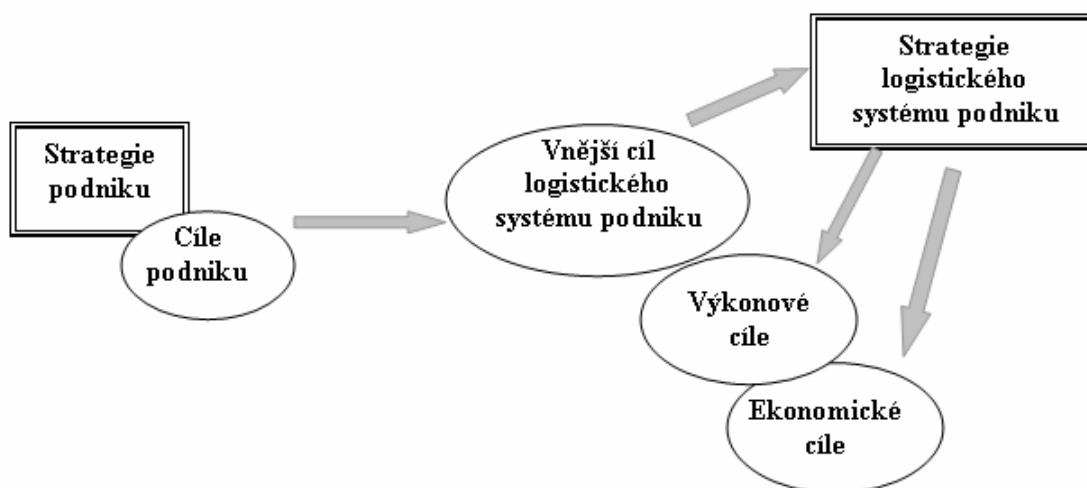 Strategie
podniku
Cíle
podniku
Vnější cíl
logistického
systému podniku
Strategie
logistického
systému podniku
Výkonové
cíle
Ekonomické
cíle